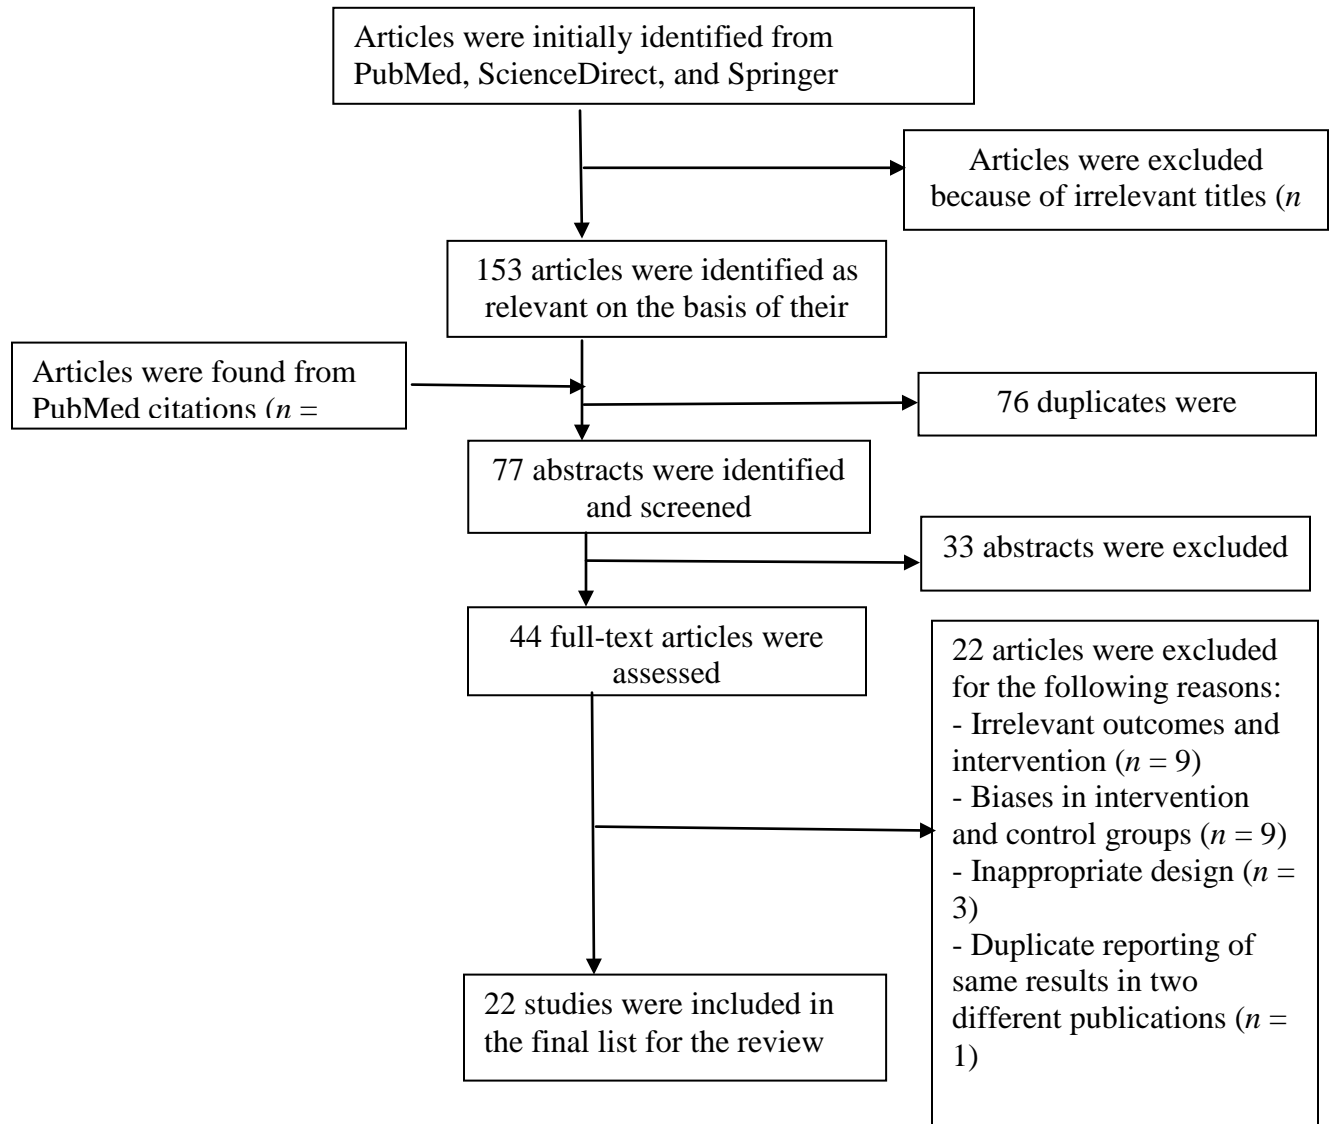 Articles were initially identified from
PubMed, ScienceDirect, and Springer
Articles were excluded
because of irrelevant titles (n
153 articles were identified as
relevant on the basis of their
Articles were found from
PubMed citations (n =
76 duplicates were
77 abstracts were identified
and screened
33 abstracts were excluded
44 full-text articles were
assessed
22 articles were excluded
for the following reasons:
- Irrelevant outcomes and
intervention (n = 9)
- Biases in intervention
and control groups (n = 9)
- Inappropriate design (n =
3)
- Duplicate reporting of
same results in two
different publications (n =
1)
22 studies were included in
the final list for the review